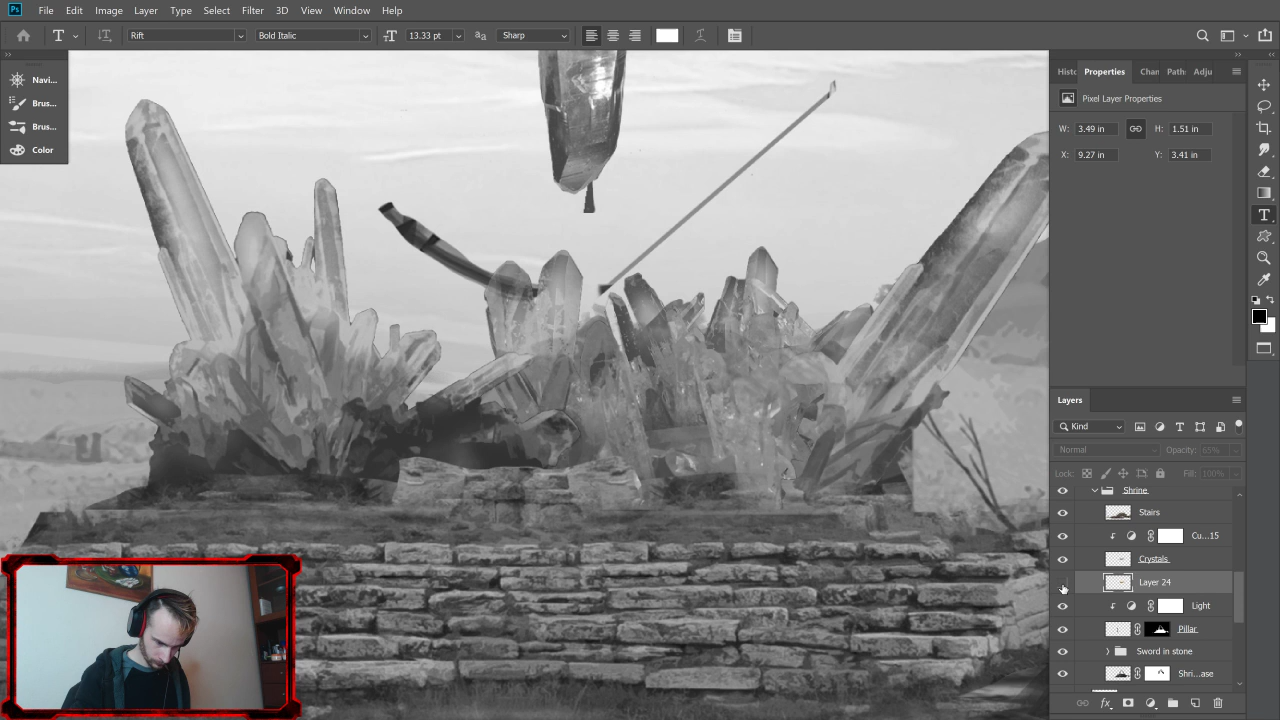 Ps File Edit Image Layer Type Select Filter 3D View Window Help
T Rift Bold Italic 13.33 pt Sharp
Navi...
Brus...
Brus...
Color
Histc Properties Chan Path: Adju
Pixel Layer Properties
W: 3.49 in H: 1.51 in
X: 9.27 in Y: 3.41 in
Layers
Kind
Normal Opacity: 65%
Lock: Fill: 100%
Shrine
Stairs
Cu...15
Crystals
Layer 24
Light
Pillar
Sword in stone
Shri...ase
fx